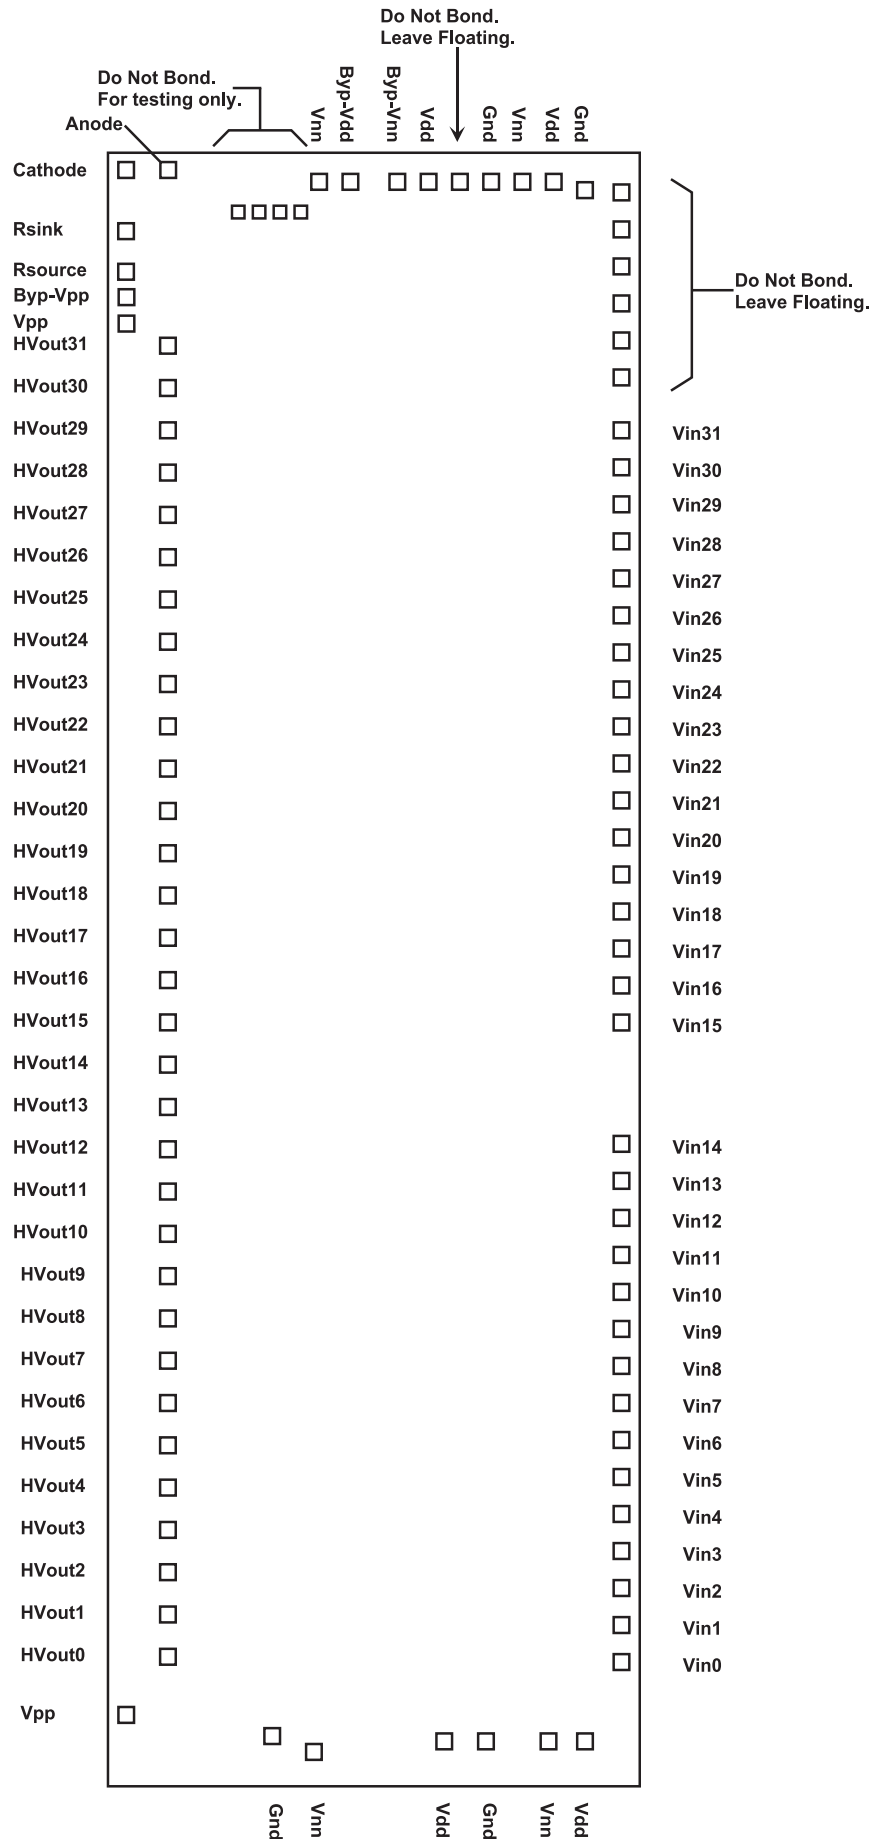 Do Not Bond.
Leave Floating.
Do Not Bond.
For testing only.
Anode
Vnn
Byp-Vdd
Byp-Vnn
Vdd
Gnd
Vnn
Vdd
Gnd
Cathode
Rsink
Rsource
Byp-Vpp
Vpp
HVout31
HVout30
HVout29
HVout28
HVout27
HVout26
HVout25
HVout24
HVout23
HVout22
HVout21
HVout20
HVout19
HVout18
HVout17
HVout16
HVout15
HVout14
HVout13
HVout12
HVout11
HVout10
HVout9
HVout8
HVout7
HVout6
HVout5
HVout4
HVout3
HVout2
HVout1
HVout0
Vpp
Do Not Bond.
Leave Floating.
Vin31
Vin30
Vin29
Vin28
Vin27
Vin26
Vin25
Vin24
Vin23
Vin22
Vin21
Vin20
Vin19
Vin18
Vin17
Vin16
Vin15
Vin14
Vin13
Vin12
Vin11
Vin10
Vin9
Vin8
Vin7
Vin6
Vin5
Vin4
Vin3
Vin2
Vin1
Vin0
Gnd
Vnn
Vdd
Gnd
Vnn
Vdd